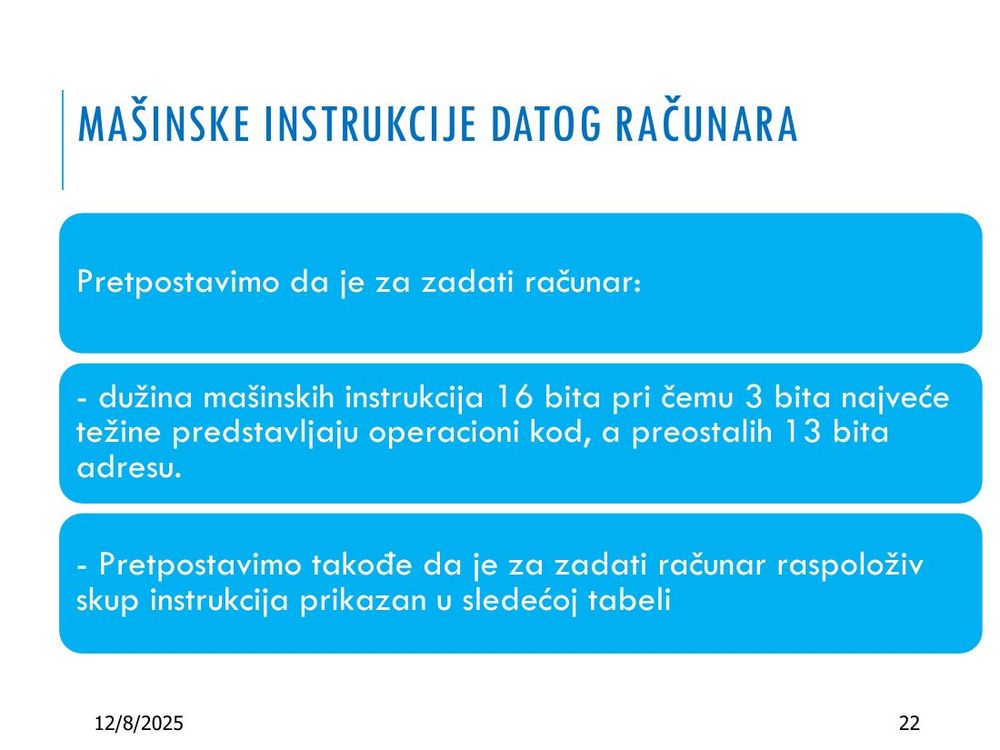 MAŠINSKE INSTRUKCIJE DATOG RAČUNARA
Pretpostavimo da je za zadati računar:
- dužina mašinskih instrukcija 16 bita pri čemu 3 bita najveće
težine predstavljaju operacioni kod, a preostalih 13 bita
adresu.
- Pretpostavimo takođe da je za zadati računar raspoloživ
skup instrukcija prikazan u sledećoj tabeli
12/8/2025
22